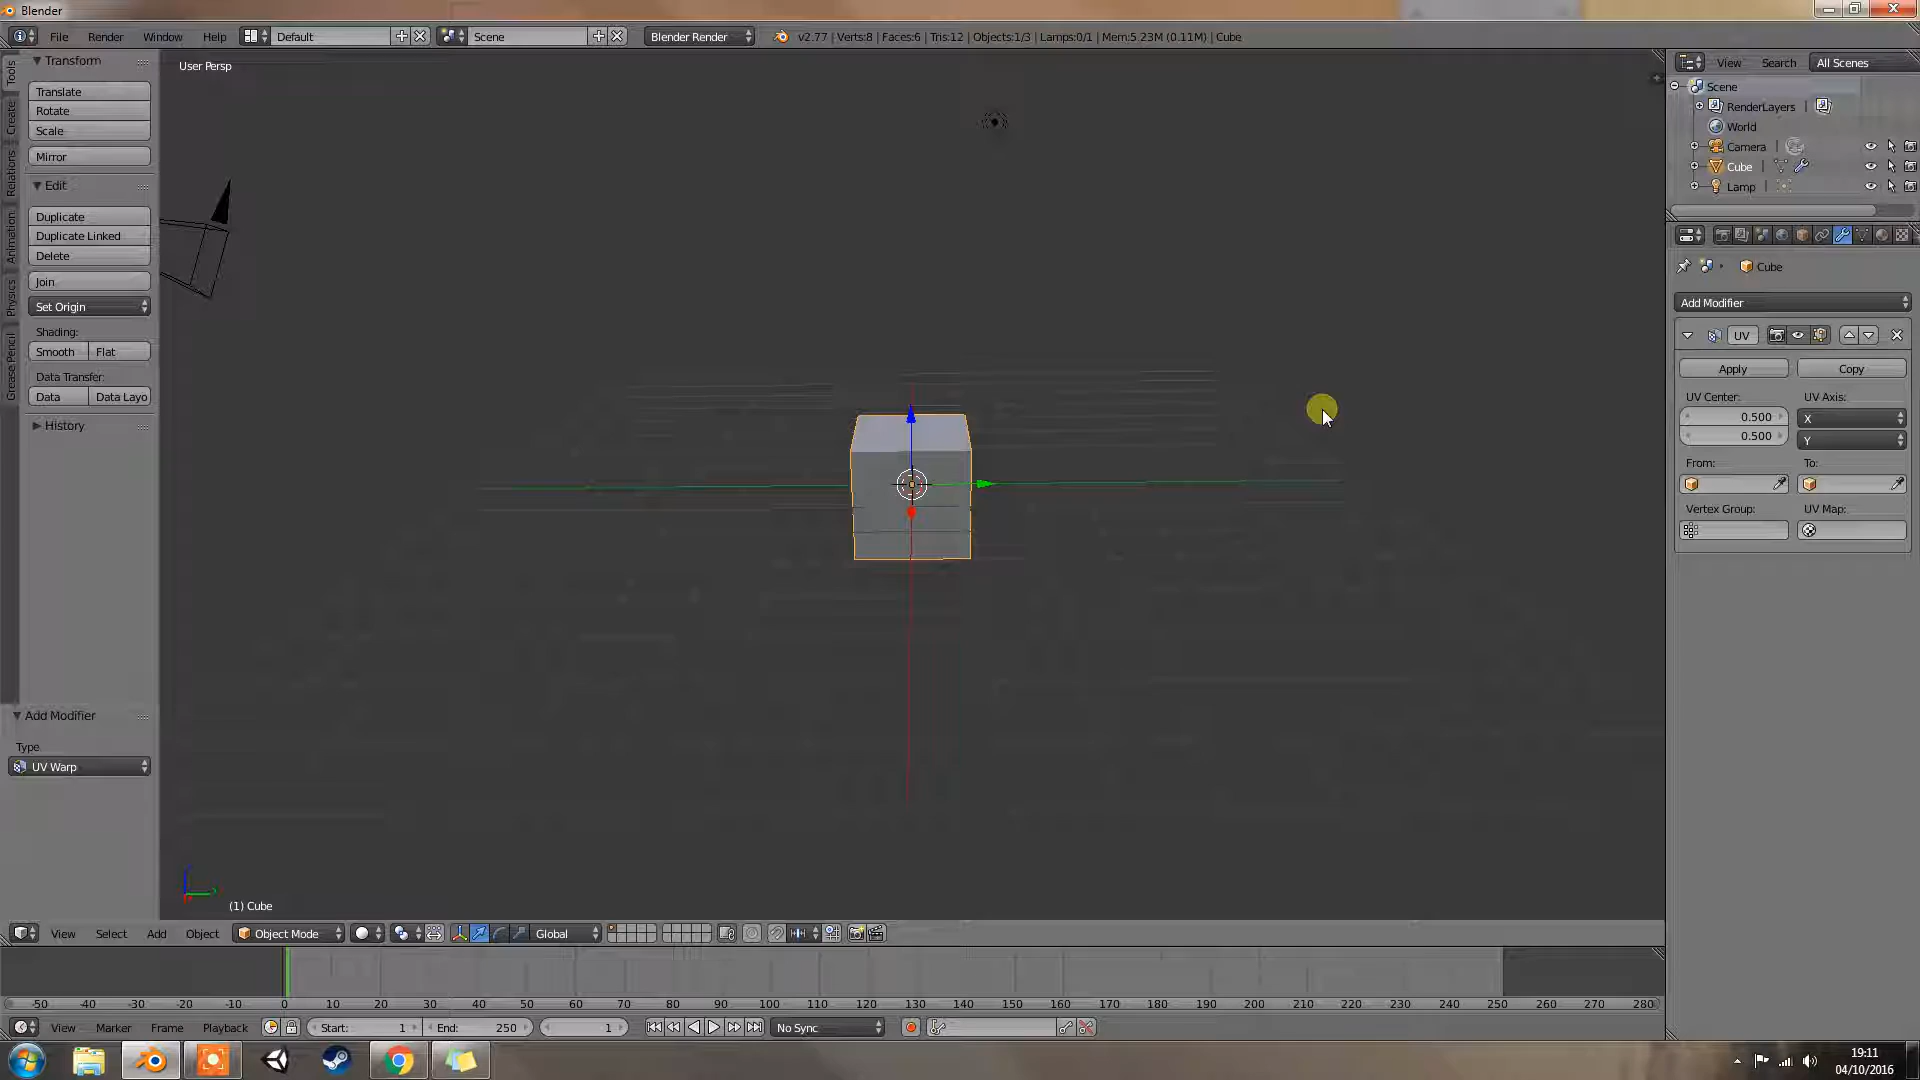 Blender
File Render Window Help Default Scene Blender Render v2.77 | Verts:8 | Faces:6 | Tris:12 | Objects:1/3 | Lamps:0/1 | Mem:5.23M (0.11M) | Cube
Tools
Create
Relations
Animation
Physics
Grease Pencil
Transform
Translate
Rotate
Scale
Mirror
Edit
Duplicate
Duplicate Linked
Delete
Join
Set Origin
Shading:
Smooth Flat
Data Transfer:
Data Data Layo
History
Add Modifier
Type
UV Warp
User Persp
(1) Cube
View Search All Scenes
Scene
RenderLayers |
World
Camera |
Cube |
Lamp |
Cube
Add Modifier
UV
Apply Copy
UV Center: UV Axis:
0.500 X
0.500 Y
From: To:
Vertex Group: UV Map:
View Select Add Object Object Mode Global
-50 -40 -30 -20 -10 0 10 20 30 40 50 60 70 80 90 100 110 120 130 140 150 160 170 180 190 200 210 220 230 240 250 260 270 280
View Marker Frame Playback Start: 1 End: 250 1 No Sync
19:11
04/10/2016